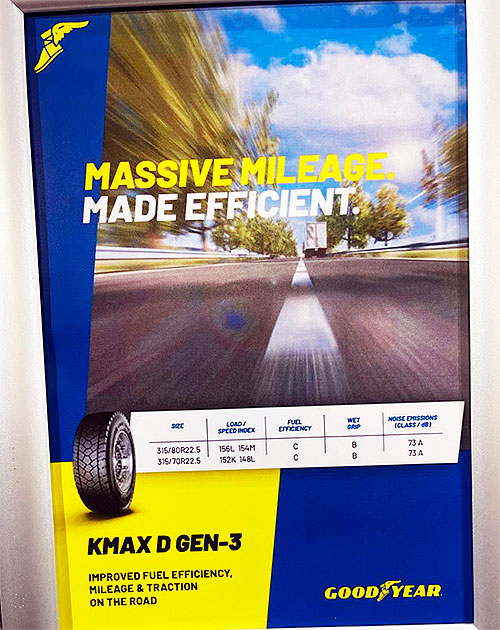 MASSIVE MILEAGE.
MADE EFFICIENT.
SIZE LOAD / SPEED INDEX FUEL EFFICIENCY WET GRIP NOISE EMISSIONS (CLASS / dB)
315/80R22.5 156L 154M C B 73 A
315/70R22.5 152K 148L C B 73 A
KMAX D GEN-3
IMPROVED FUEL EFFICIENCY,
MILEAGE & TRACTION
ON THE ROAD
GOODYEAR